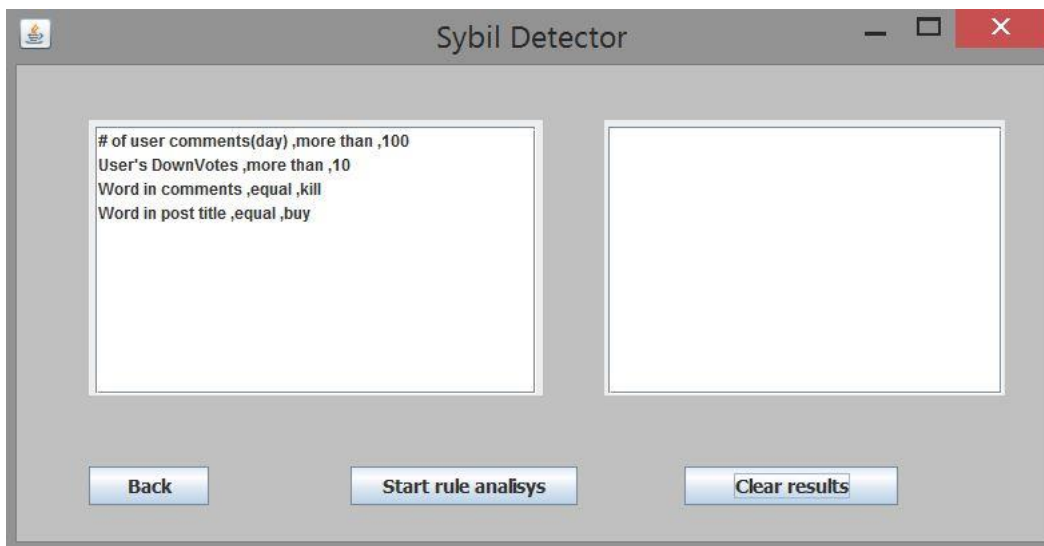 Sybil Detector
# of user comments(day) ,more than ,100
User's DownVotes ,more than ,10
Word in comments ,equal ,kill
Word in post title ,equal ,buy
Back
Start rule analisys
Clear results